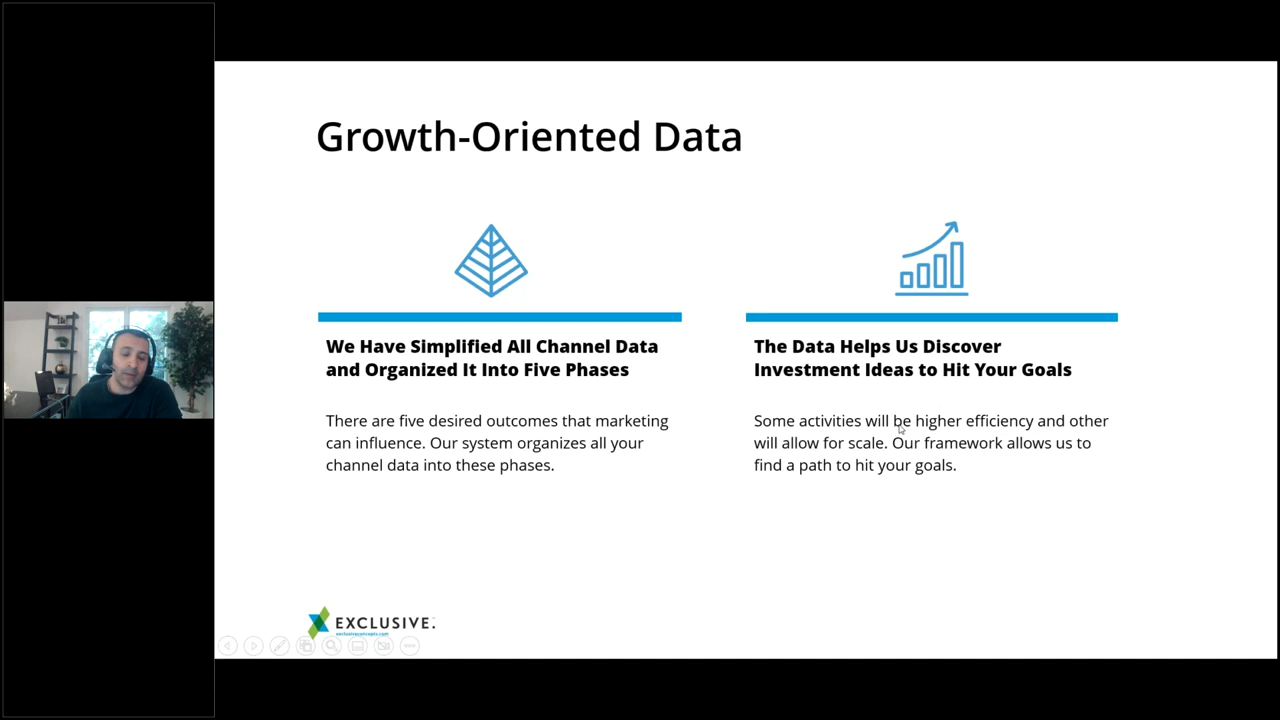 Growth-Oriented Data
We Have Simplified All Channel Data
and Organized It Into Five Phases
There are five desired outcomes that marketing
can influence. Our system organizes all your
channel data into these phases.
The Data Helps Us Discover
Investment Ideas to Hit Your Goals
Some activities will be higher efficiency and other
will allow for scale. Our framework allows us to
find a path to hit your goals.
EXCLUSIVE.
exclusiveconcepts.com